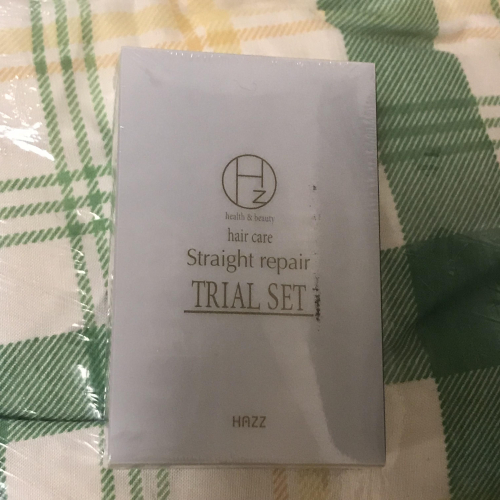 Hz
health & beauty
hair care
Straight repair
TRIAL SET
HAZZ